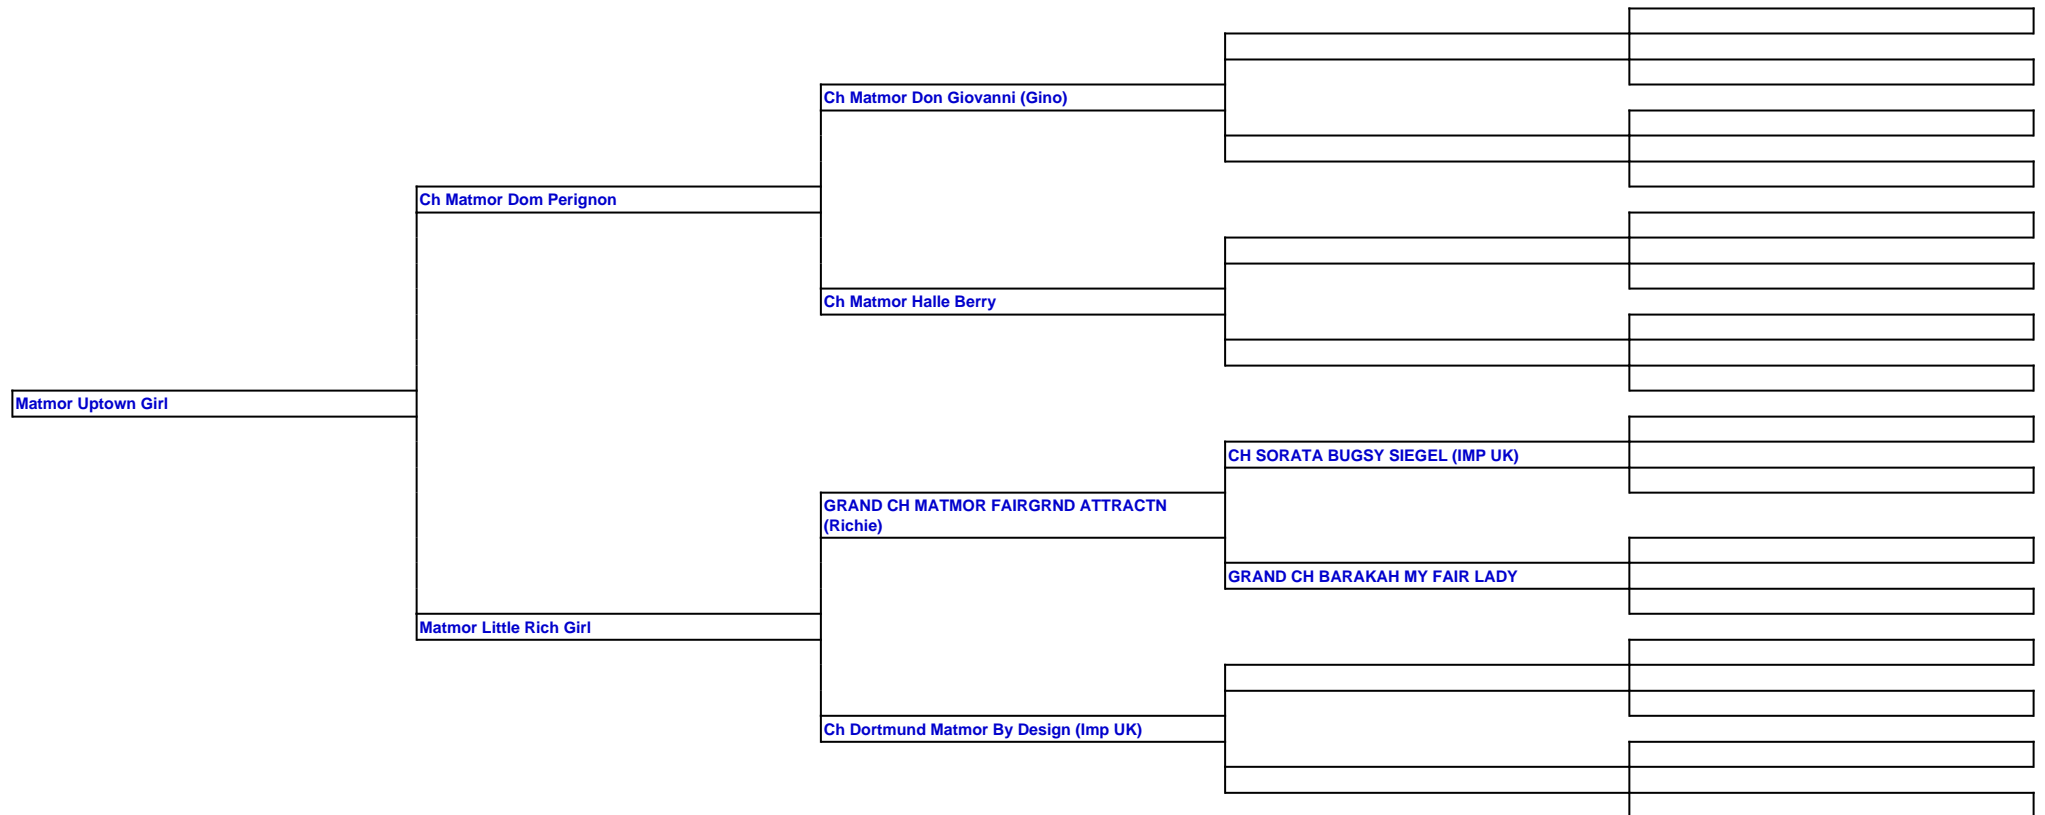 Ch Matmor Don Giovanni (Gino)
Ch Matmor Dom Perignon
Ch Matmor Halle Berry
Matmor Uptown Girl
CH SORATA BUGSY SIEGEL (IMP UK)
GRAND CH MATMOR FAIRGRND ATTRACTN
(Richie)
GRAND CH BARAKAH MY FAIR LADY
Matmor Little Rich Girl
Ch Dortmund Matmor By Design (Imp UK)